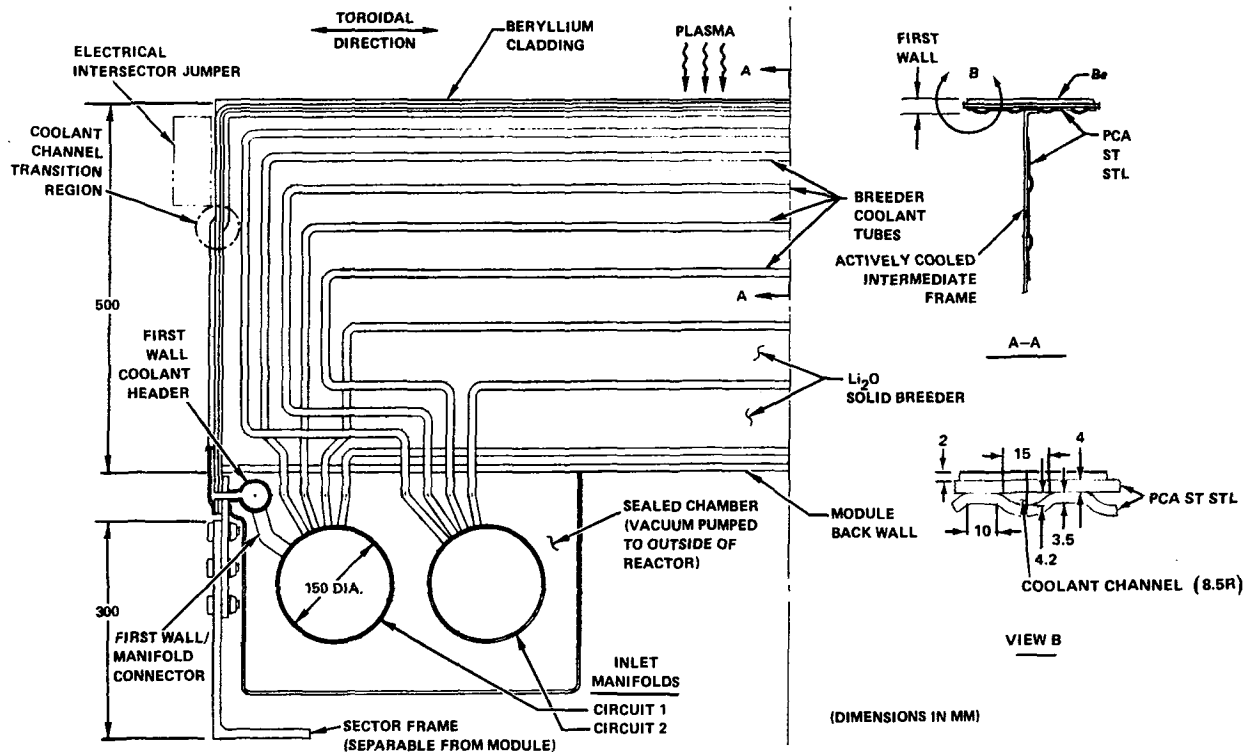 TOROIDAL
DIRECTION
BERYLLIUM
CLADDING
PLASMA
A
ELECTRICAL
INTERSECTOR JUMPER
COOLANT
CHANNEL
TRANSITION
REGION
500
FIRST
WALL
COOLANT
HEADER
BREEDER
COOLANT
TUBES
A
Li2O
SOLID BREEDER
MODULE
BACK WALL
SEALED CHAMBER
(VACUUM PUMPED
TO OUTSIDE OF
REACTOR)
150 DIA.
300
FIRST WALL/
MANIFOLD
CONNECTOR
INLET
MANIFOLDS
CIRCUIT 1
CIRCUIT 2
SECTOR FRAME
(SEPARABLE FROM MODULE)
FIRST
WALL
B
Be
PCA
ST
STL
ACTIVELY COOLED
INTERMEDIATE
FRAME
A-A
2
15
4
PCA ST STL
10
3.5
4.2
COOLANT CHANNEL (8.5R)
VIEW B
(DIMENSIONS IN MM)